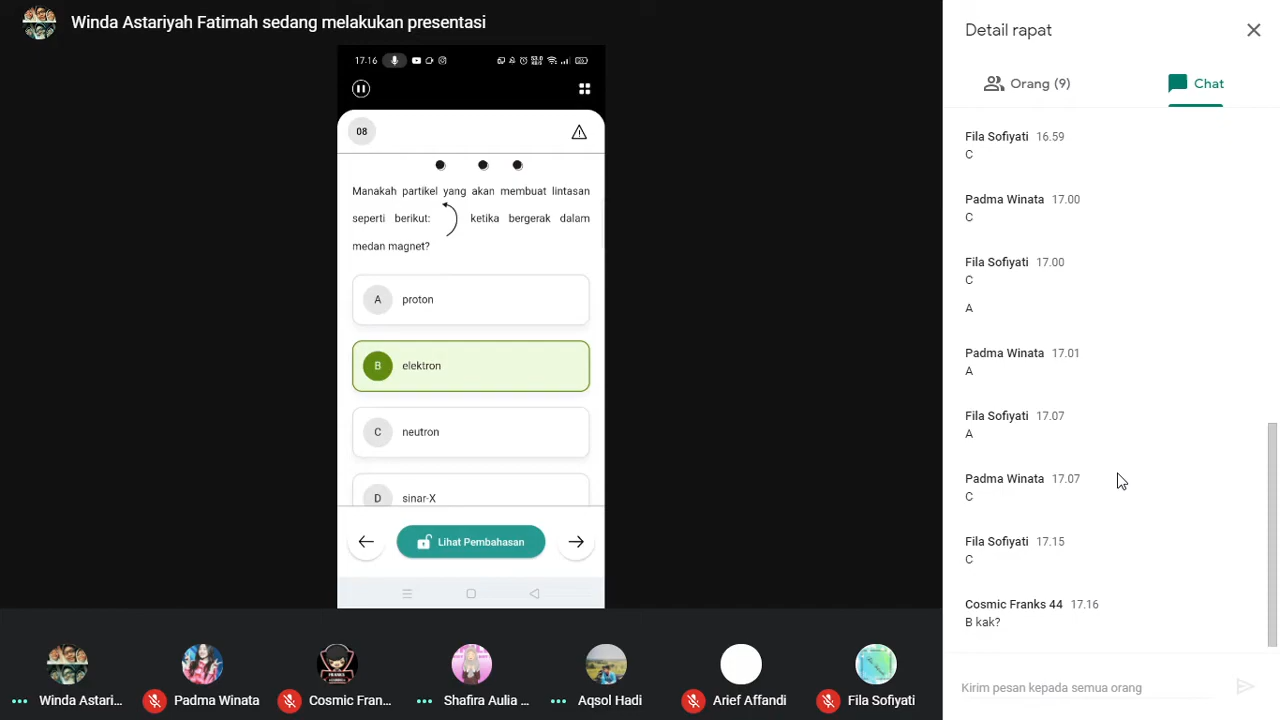 Winda Astariyah Fatimah sedang melakukan presentasi
17.16
08
Manakah partikel yang akan membuat lintasan
seperti berikut: ketika bergerak dalam
medan magnet?
A proton
B elektron
C neutron
D sinar-X
Lihat Pembahasan
Winda Astari...
Padma Winata
Cosmic Fran...
Shafira Aulia ...
Aqsol Hadi
Arief Affandi
Fila Sofiyati
Detail rapat
Orang (9)
Chat
Fila Sofiyati 16.59
C
Padma Winata 17.00
C
Fila Sofiyati 17.00
C
A
Padma Winata 17.01
A
Fila Sofiyati 17.07
A
Padma Winata 17.07
C
Fila Sofiyati 17.15
C
Cosmic Franks 44 17.16
B kak?
Kirim pesan kepada semua orang